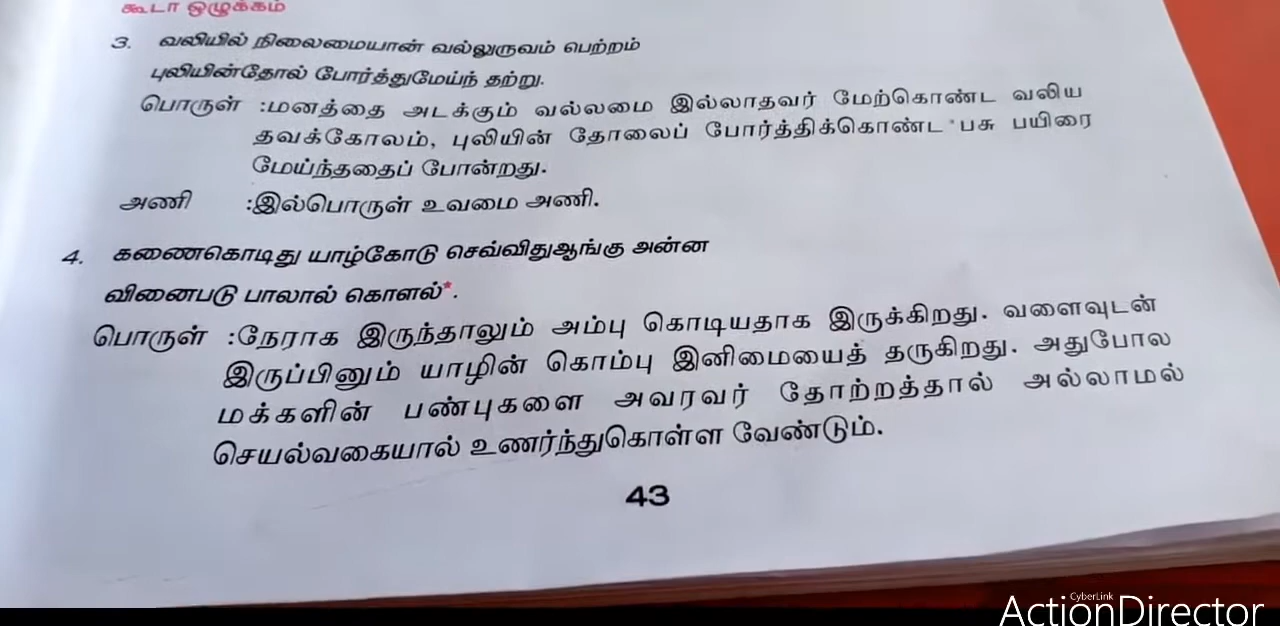 கூடா ஒழுக்கம்
3. வலியில் நிலைமையான் வல்லுருவம் பெற்றம்
புலியின்தோல் போர்த்துமேய்ந் தற்று.
பொருள் :மனத்தை அடக்கும் வல்லமை இல்லாதவர் மேற்கொண்ட வலிய
தவக்கோலம், புலியின் தோலைப் போர்த்திக்கொண்ட பசு பயிரை
மேய்ந்ததைப் போன்றது.
அணி :இல்பொருள் உவமை அணி.
4. கணைகொடிது யாழ்கோடு செவ்விதுஆங்கு அன்ன
வினைபடு பாலால் கொளல்*.
பொருள் :நேராக இருந்தாலும் அம்பு கொடியதாக இருக்கிறது. வளைவுடன்
இருப்பினும் யாழின் கொம்பு இனிமையைத் தருகிறது. அதுபோல
மக்களின் பண்புகளை அவரவர் தோற்றத்தால் அல்லாமல்
செயல்வகையால் உணர்ந்துகொள்ள வேண்டும்.
43
CyberLink
ActionDirector